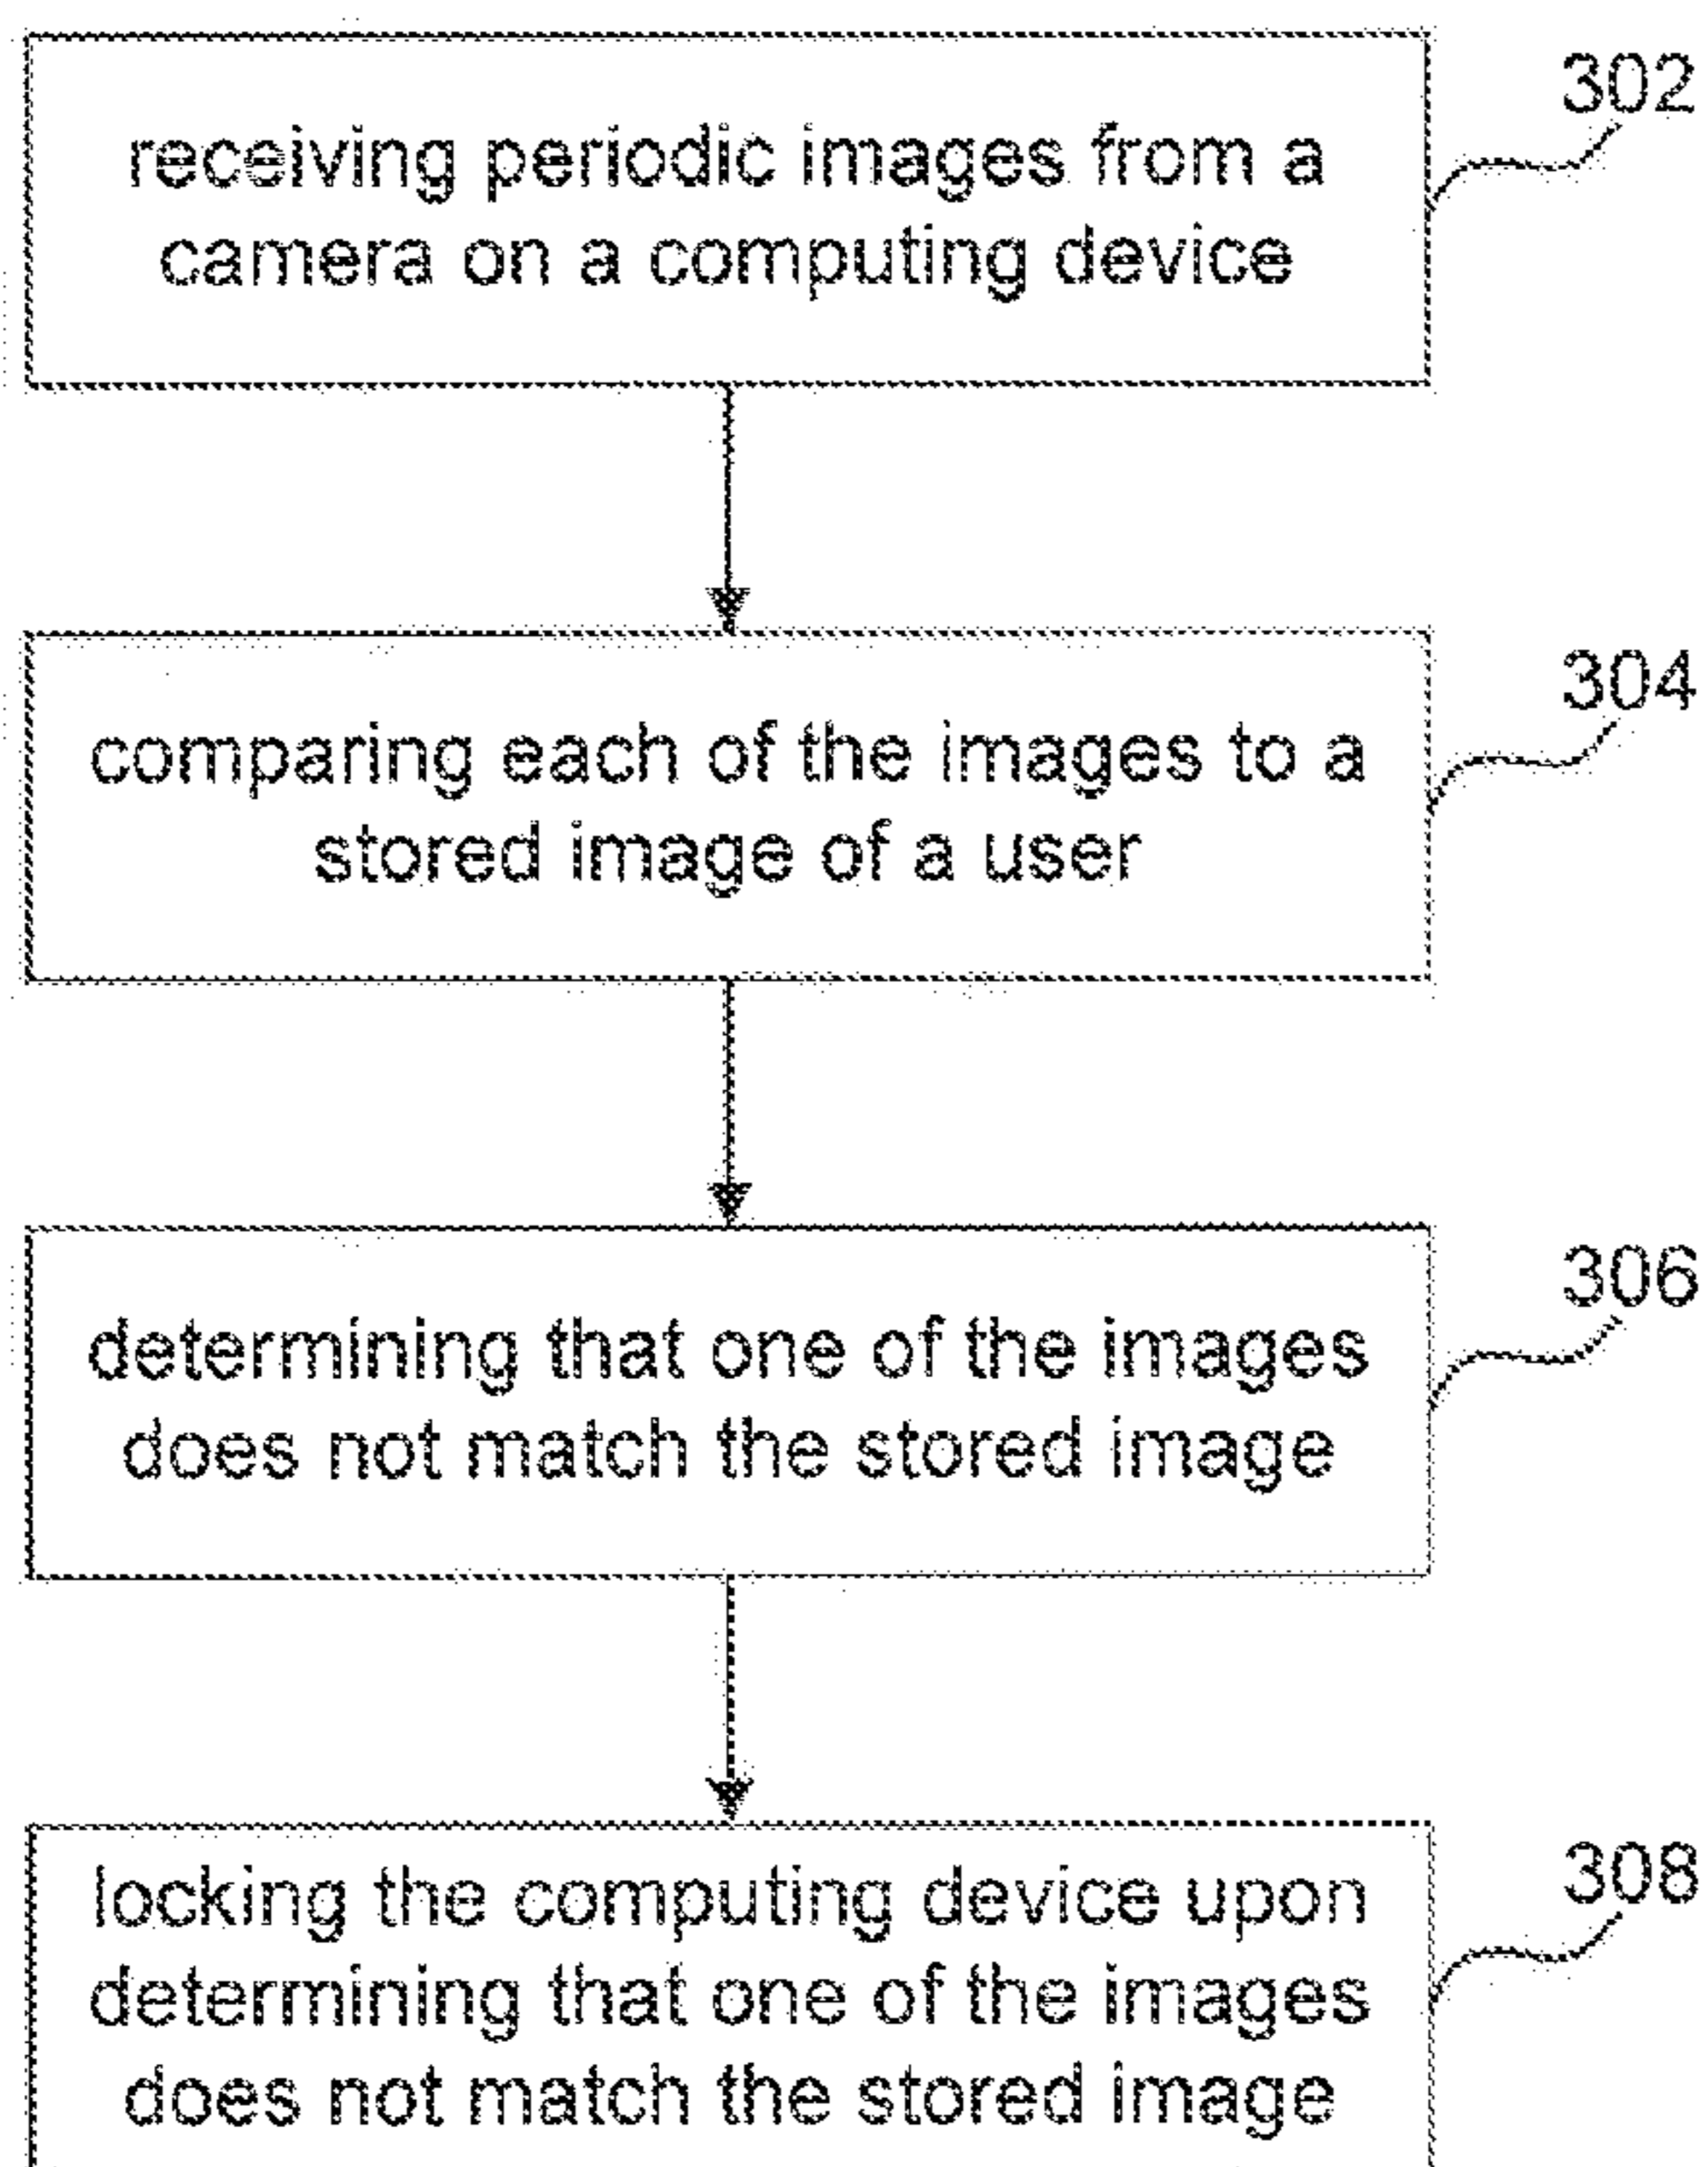 receiving periodic images from a
camera on a computing device
302
comparing each of the images to a
stored image of a user
304
determining that one of the images
does not match the stored image
306
locking the computing device upon
determining that one of the images
does not match the stored image
308